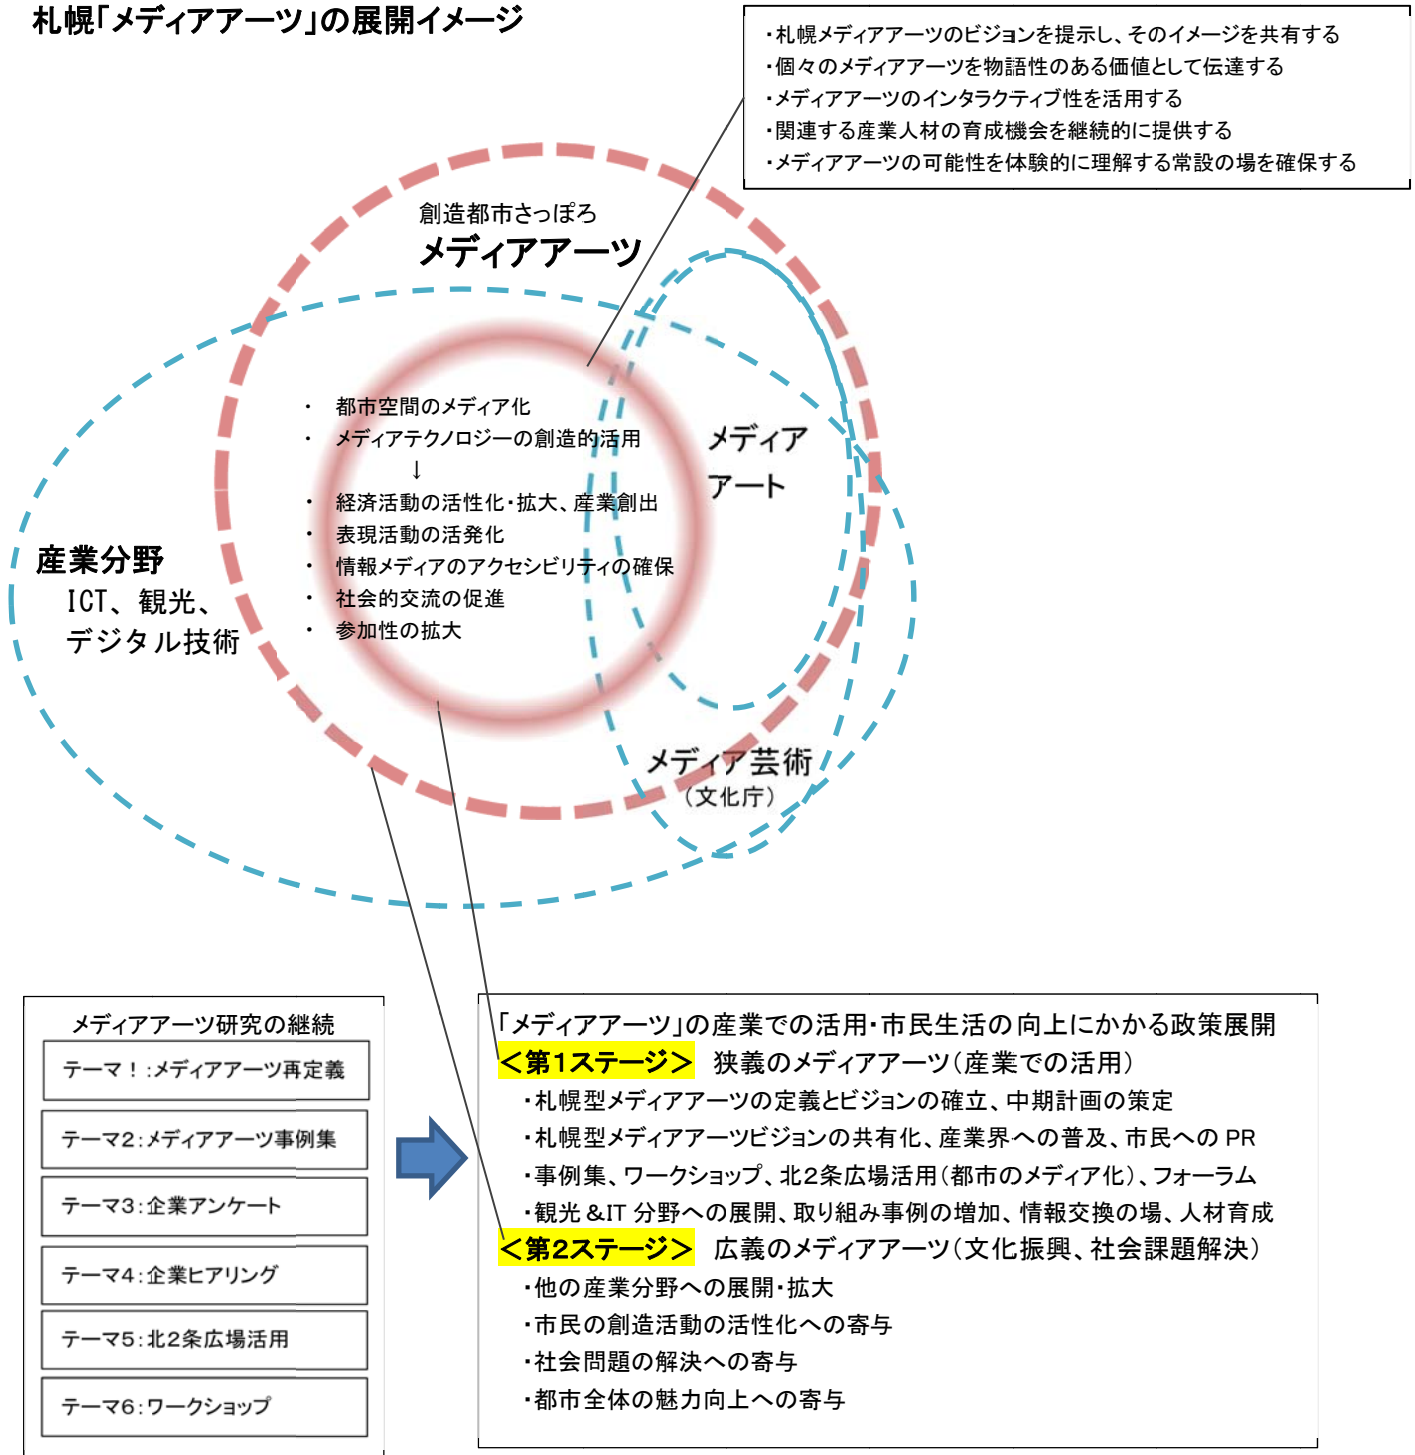 札幌「メディアアーツ」の展開イメージ
・札幌メディアアーツのビジョンを提示し、そのイメージを共有する
・個々のメディアアーツを物語性のある価値として伝達する
・メディアアーツのインタラクティブ性を活用する
・関連する産業人材の育成機会を継続的に提供する
・メディアアーツの可能性を体験的に理解する常設の場を確保する
創造都市さっぽろ
メディアアーツ
・ 都市空間のメディア化
・ メディアテクノロジーの創造的活用
↓
・ 経済活動の活性化・拡大、産業創出
・ 表現活動の活発化
・ 情報メディアのアクセシビリティの確保
・ 社会的交流の促進
・ 参加性の拡大
メディア
アート
産業分野
ICT、観光、
デジタル技術
メディア芸術
（文化庁）
メディアアーツ研究の継続
テーマ！：メディアアーツ再定義
テーマ２：メディアアーツ事例集
テーマ３：企業アンケート
テーマ４：企業ヒアリング
テーマ５：北２条広場活用
テーマ６：ワークショップ
「メディアアーツ」の産業での活用・市民生活の向上にかかる政策展開
＜第１ステージ＞ 狭義のメディアアーツ（産業での活用）
・札幌型メディアアーツの定義とビジョンの確立、中期計画の策定
・札幌型メディアアーツビジョンの共有化、産業界への普及、市民への PR
・事例集、ワークショップ、北２条広場活用（都市のメディア化）、フォーラム
・観光＆IT 分野への展開、取り組み事例の増加、情報交換の場、人材育成
＜第２ステージ＞ 広義のメディアアーツ（文化振興、社会課題解決）
・他の産業分野への展開・拡大
・市民の創造活動の活性化への寄与
・社会問題の解決への寄与
・都市全体の魅力向上への寄与